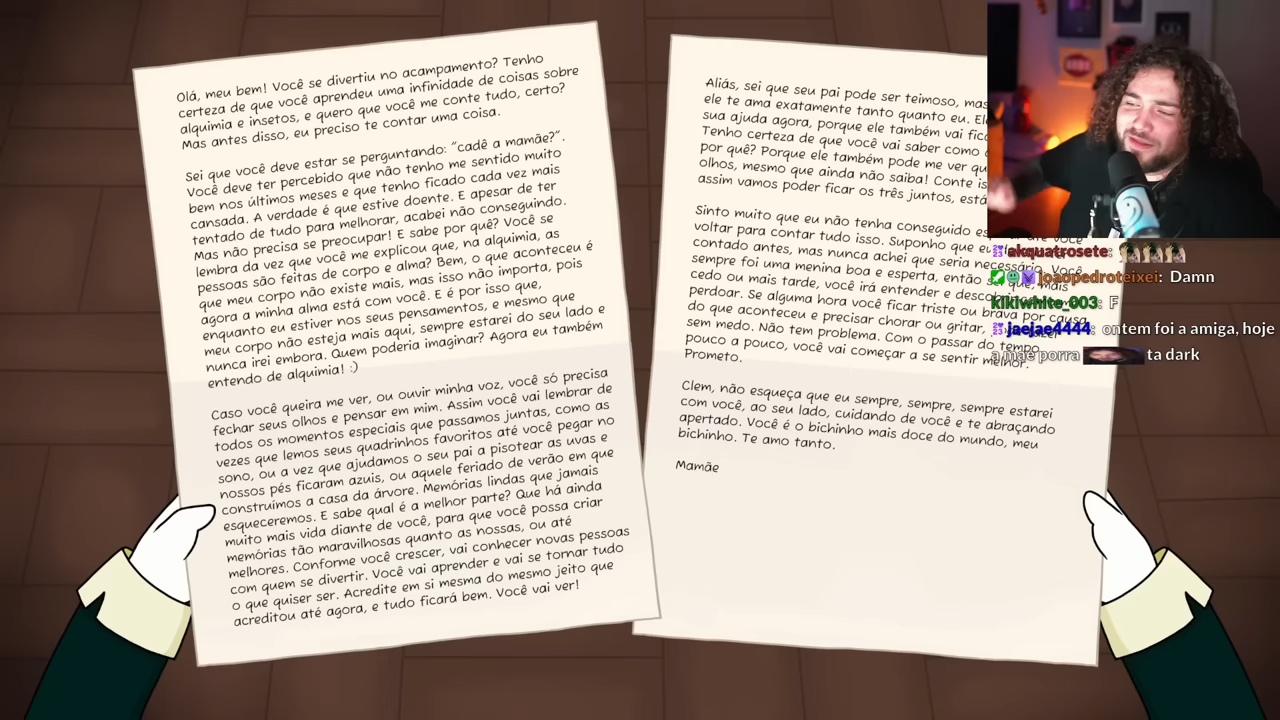 Olá, meu bem! Você se divertiu no acampamento? Tenho
certeza de que você aprendeu uma infinidade de coisas sobre
alquimia e insetos, e quero que você me conte tudo, certo?
Mas antes disso, eu preciso te contar uma coisa.
Sei que você deve estar se perguntando: "cadê a mamãe?".
Você deve ter percebido que não tenho me sentido muito
bem nos últimos meses e que tenho ficado cada vez mais
cansada. A verdade é que estive doente. E apesar de ter
tentado de tudo para melhorar, acabei não conseguindo.
Mas não precisa se preocupar! E sabe por quê? Você se
lembra da vez que você me explicou que, na alquimia, as
pessoas são feitas de corpo e alma? Bem, o que aconteceu é
que meu corpo não existe mais, mas isso não importa, pois
agora a minha alma está com você. E é por isso que,
enquanto eu estiver nos seus pensamentos, e mesmo que
meu corpo não esteja mais aqui, sempre estarei do seu lado e
nunca irei embora. Quem poderia imaginar? Agora eu também
entendo de alquimia! :)
Caso você queira me ver, ou ouvir minha voz, você só precisa
fechar seus olhos e pensar em mim. Assim você vai lembrar de
todos os momentos especiais que passamos juntas, como as
vezes que lemos seus quadrinhos favoritos até você pegar no
sono, ou a vez que ajudamos o seu pai a pisotear as uvas e
nossos pés ficaram azuis, ou aquele feriado de verão em que
construímos a casa da árvore. Memórias lindas que jamais
esqueceremos. E sabe qual é a melhor parte? Que há ainda
muito mais vida diante de você, para que você possa criar
memórias tão maravilhosas quanto as nossas, ou até
melhores. Conforme você crescer, vai conhecer novas pessoas
com quem se divertir. Você vai aprender e vai se tornar tudo
o que quiser ser. Acredite em si mesma do mesmo jeito que
acreditou até agora, e tudo ficará bem. Você vai ver!
Aliás, sei que seu pai pode ser teimoso, mas
ele te ama exatamente tanto quanto eu. El
sua ajuda agora, porque ele também vai fic
Tenho certeza de que você vai saber como
por quê? Porque ele também pode me ver qu
olhos, mesmo que ainda não saiba! Conte is
assim vamos poder ficar os três juntos, está
Sinto muito que eu não tenha conseguido es
voltar para contar tudo isso. Suponho que eu
contado antes, mas nunca achei que seria necessário. Você
sempre foi uma menina boa e esperta, então que, mais
cedo ou mais tarde, você irá entender e
perdoar. Se alguma hora você ficar triste ou brava por causa
do que aconteceu e precisar chorar ou gritar,
sem medo. Não tem problema. Com o passar do tempo
pouco a pouco, você vai começar a se sentir melhor.
Prometo.
Clem, não esqueça que eu sempre, sempre, sempre estarei
com você, ao seu lado, cuidando de você e te abraçando
apertado. Você é o bichinho mais doce do mundo, meu
bichinho. Te amo tanto.
Mamãe
akquatrosete:
joaopedroteixei: Damn
kikiwhite_003: F
jaejae4444: ontem foi a amiga, hoje
a mãe porra ta dark